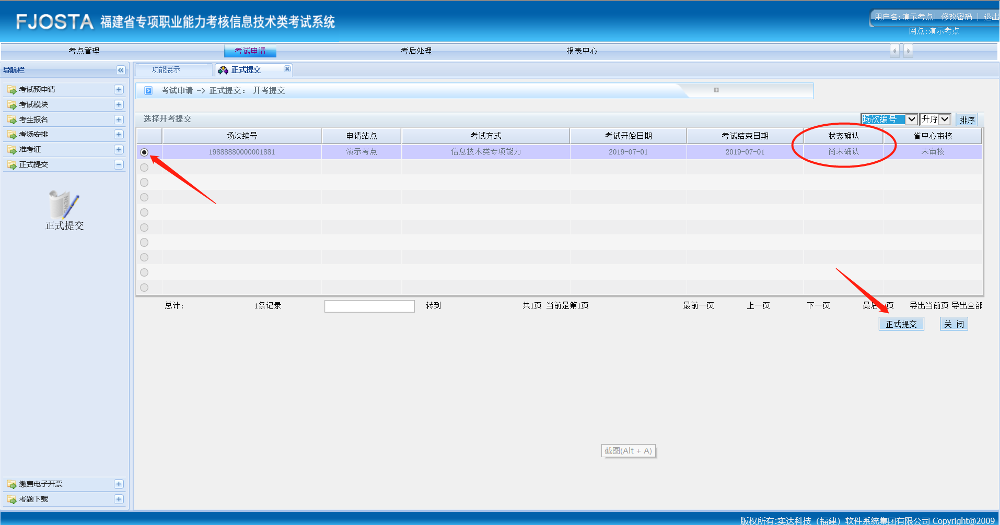 FJOSTA 福建省专项职业能力考核信息技术类考试系统
用户名:演示考点| 修改密码 | 退出
网点:演示考点
考点管理 考试申请 考后处理 报表中心
导航栏
功能展示 正式提交
考试预申请
考试模块
考生报名
考场安排
准考证
正式提交
正式提交
缴费电子开票
考题下载
考试申请 -> 正式提交: 开考提交
选择开考提交 场次编号 升序 排序
场次编号 申请站点 考试方式 考试开始日期 考试结束日期 状态确认 省中心审核
19888880000001881 演示考点 信息技术类专项能力 2019-07-01 2019-07-01 尚未确认 未审核
总计: 1条记录 转到 共1页 当前是第1页 最前一页 上一页 下一页 最后一页 导出当前页 导出全部
正式提交 关 闭
截图(Alt + A)
版权所有:实达科技（福建）软件系统集团有限公司 Copyright@2009